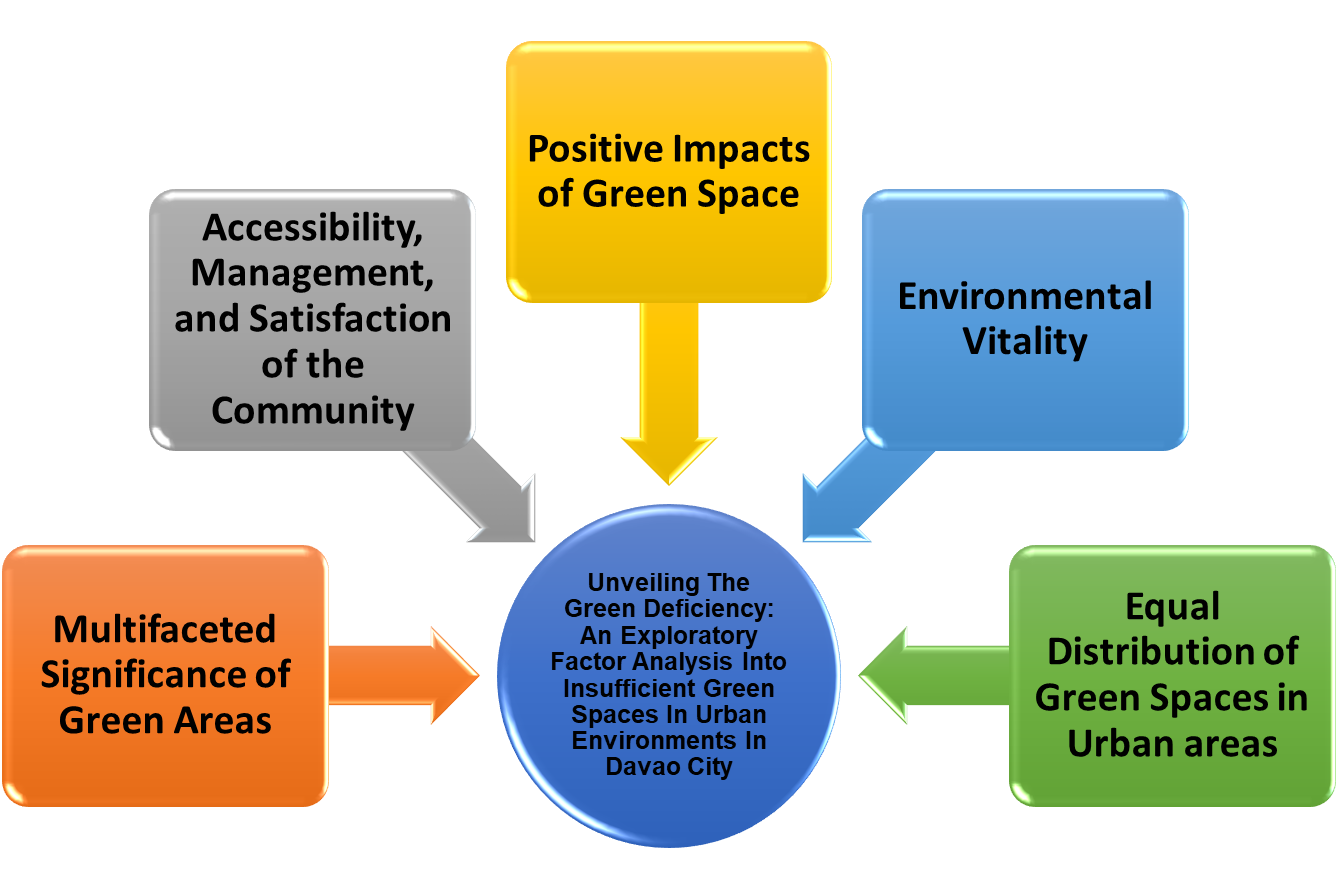 Positive Impacts
of Green Space
Accessibility,
Management,
and Satisfaction
of the
Community
Environmental
Vitality
Multifaceted
Significance of
Green Areas
Unveiling The
Green Deficiency:
An Exploratory
Factor Analysis Into
Insufficient Green
Spaces In Urban
Environments In
Davao City
Equal
Distribution of
Green Spaces in
Urban areas